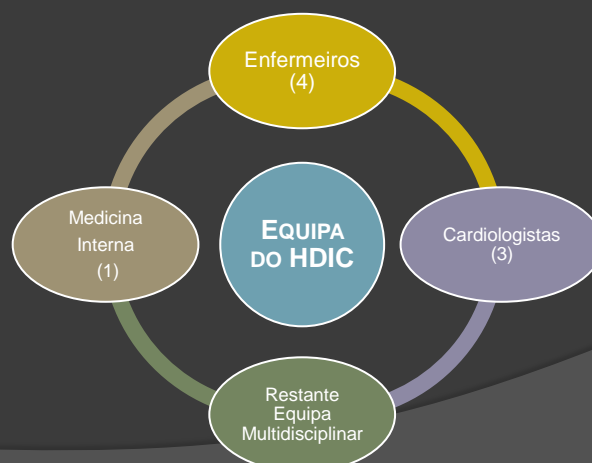 Enfermeiros
(4)
Medicina
Interna
(1)
EQUIPA
DO HDIC
Cardiologistas
(3)
Restante
Equipa
Multidisciplinar